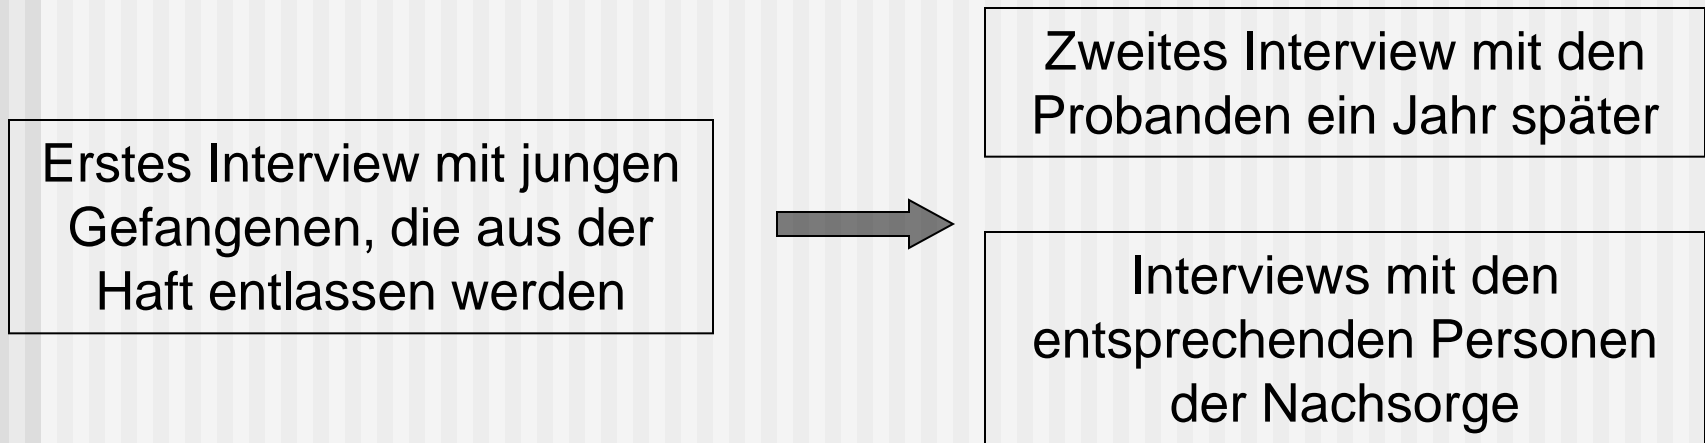 Erstes Interview mit jungen
Gefangenen, die aus der
Haft entlassen werden
Zweites Interview mit den
Probanden ein Jahr später
Interviews mit den
entsprechenden Personen
der Nachsorge